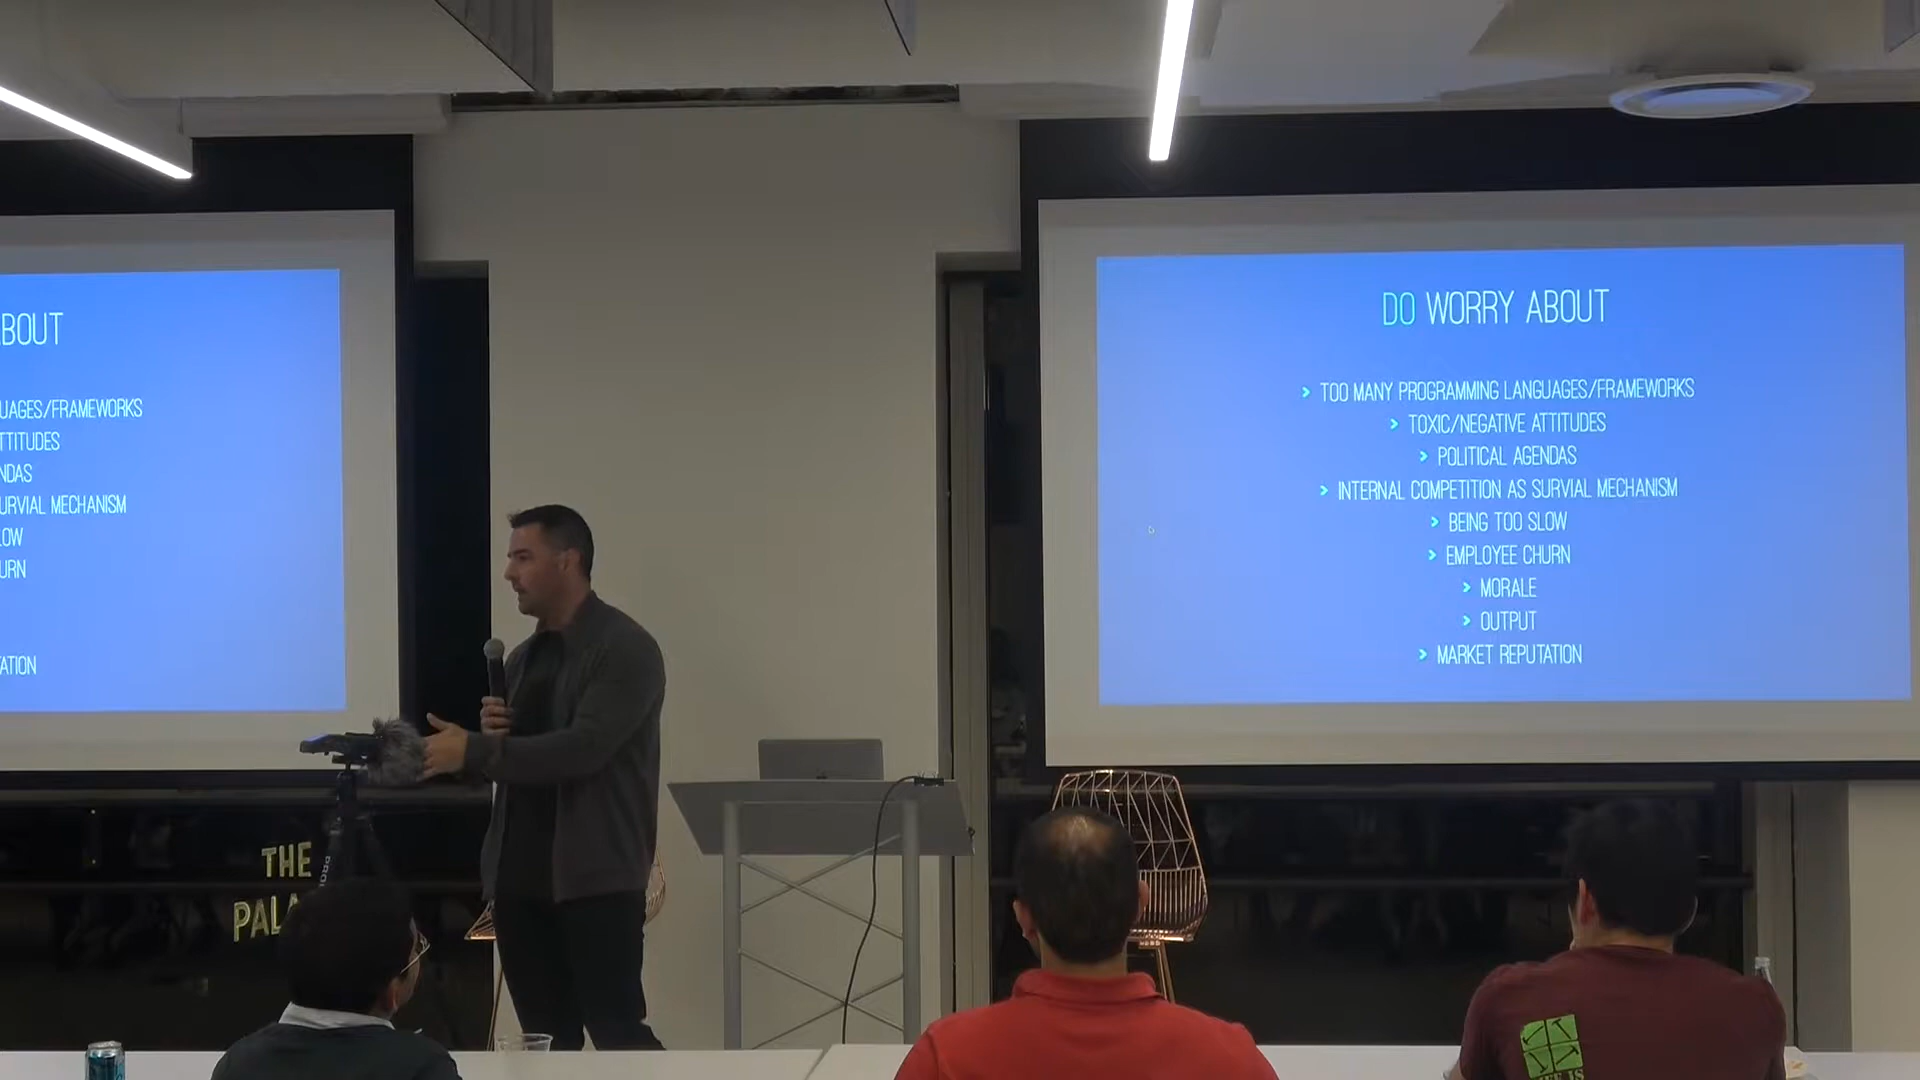 BOUT
UAGES/FRAMEWORKS
TTITUDES
NDAS
URVIAL MECHANISM
LOW
URN
ATION
DO WORRY ABOUT
> TOO MANY PROGRAMMING LANGUAGES/FRAMEWORKS
> TOXIC/NEGATIVE ATTITUDES
> POLITICAL AGENDAS
> INTERNAL COMPETITION AS SURVIAL MECHANISM
> BEING TOO SLOW
> EMPLOYEE CHURN
> MORALE
> OUTPUT
> MARKET REPUTATION
THE
PALA